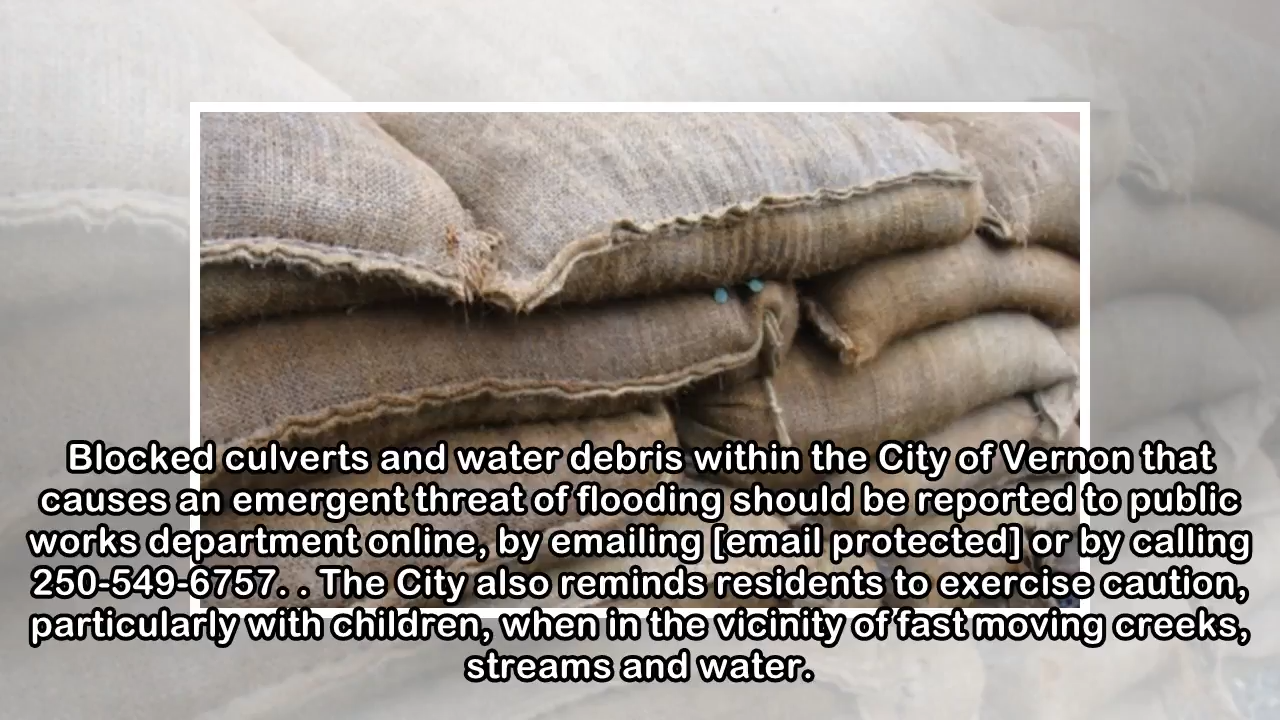 Blocked culverts and water debris within the City of Vernon that
causes an emergent threat of flooding should be reported to public
works department online, by emailing [email protected] or by calling
250-549-6757. . The City also reminds residents to exercise caution,
particularly with children, when in the vicinity of fast moving creeks,
streams and water.